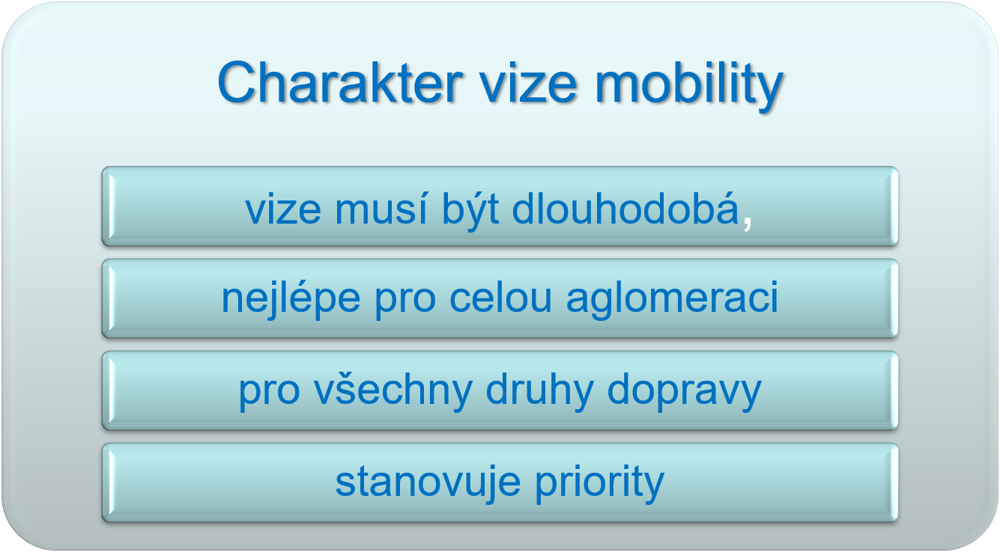 Charakter vize mobility
vize musí být dlouhodobá,
nejlépe pro celou aglomeraci
pro všechny druhy dopravy
stanovuje priority